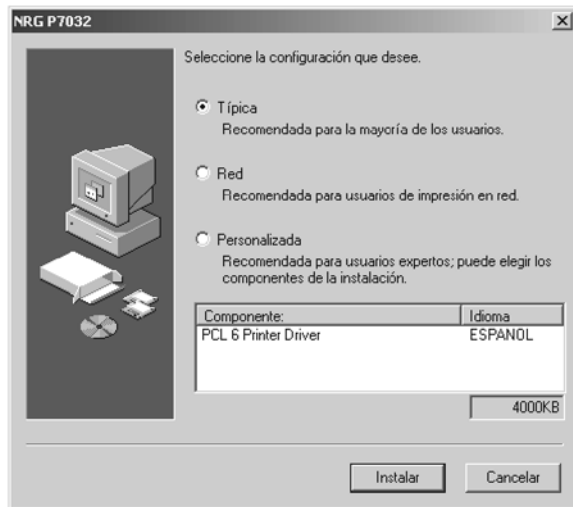 NRG P7032
Seleccione la configuración que desee.
Típica
Recomendada para la mayoría de los usuarios.
Red
Recomendada para usuarios de impresión en red.
Personalizada
Recomendada para usuarios expertos; puede elegir los
componentes de la instalación.
Componente: Idioma
PCL 6 Printer Driver ESPANOL
4000KB
Instalar Cancelar